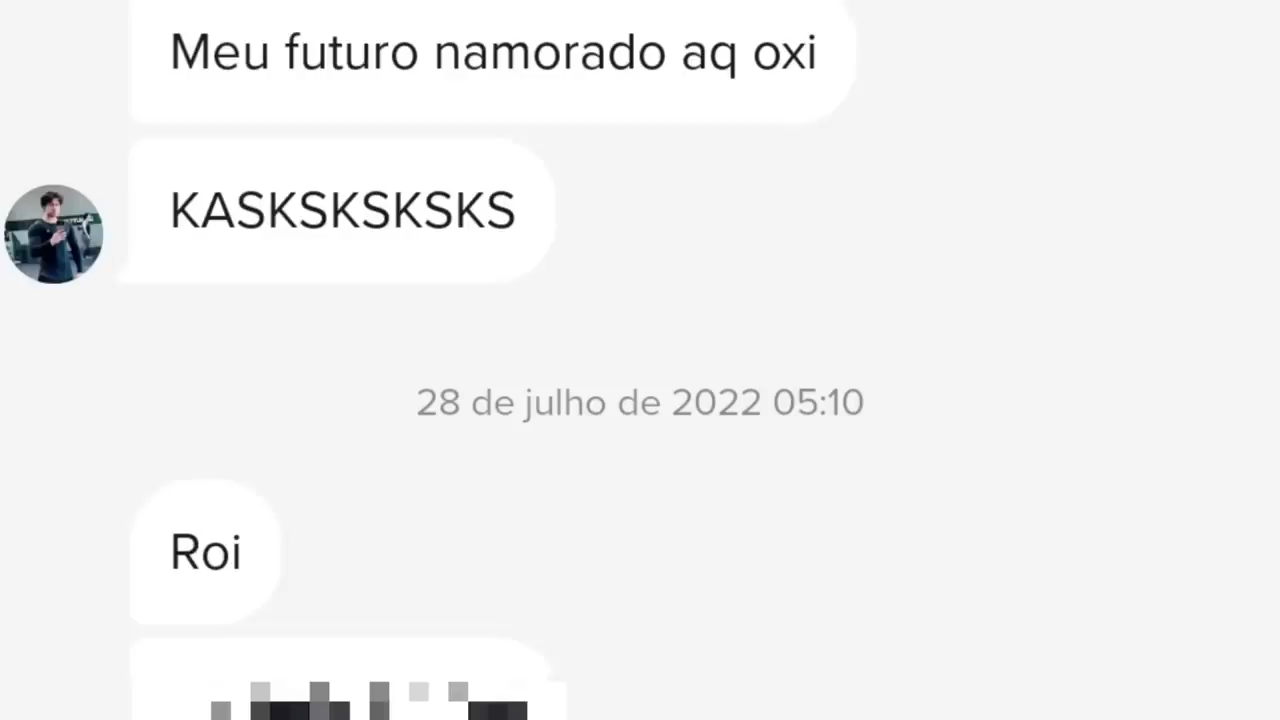 Meu futuro namorado aq oxi
KASKSKSKSKS
28 de julho de 2022 05:10
Roi